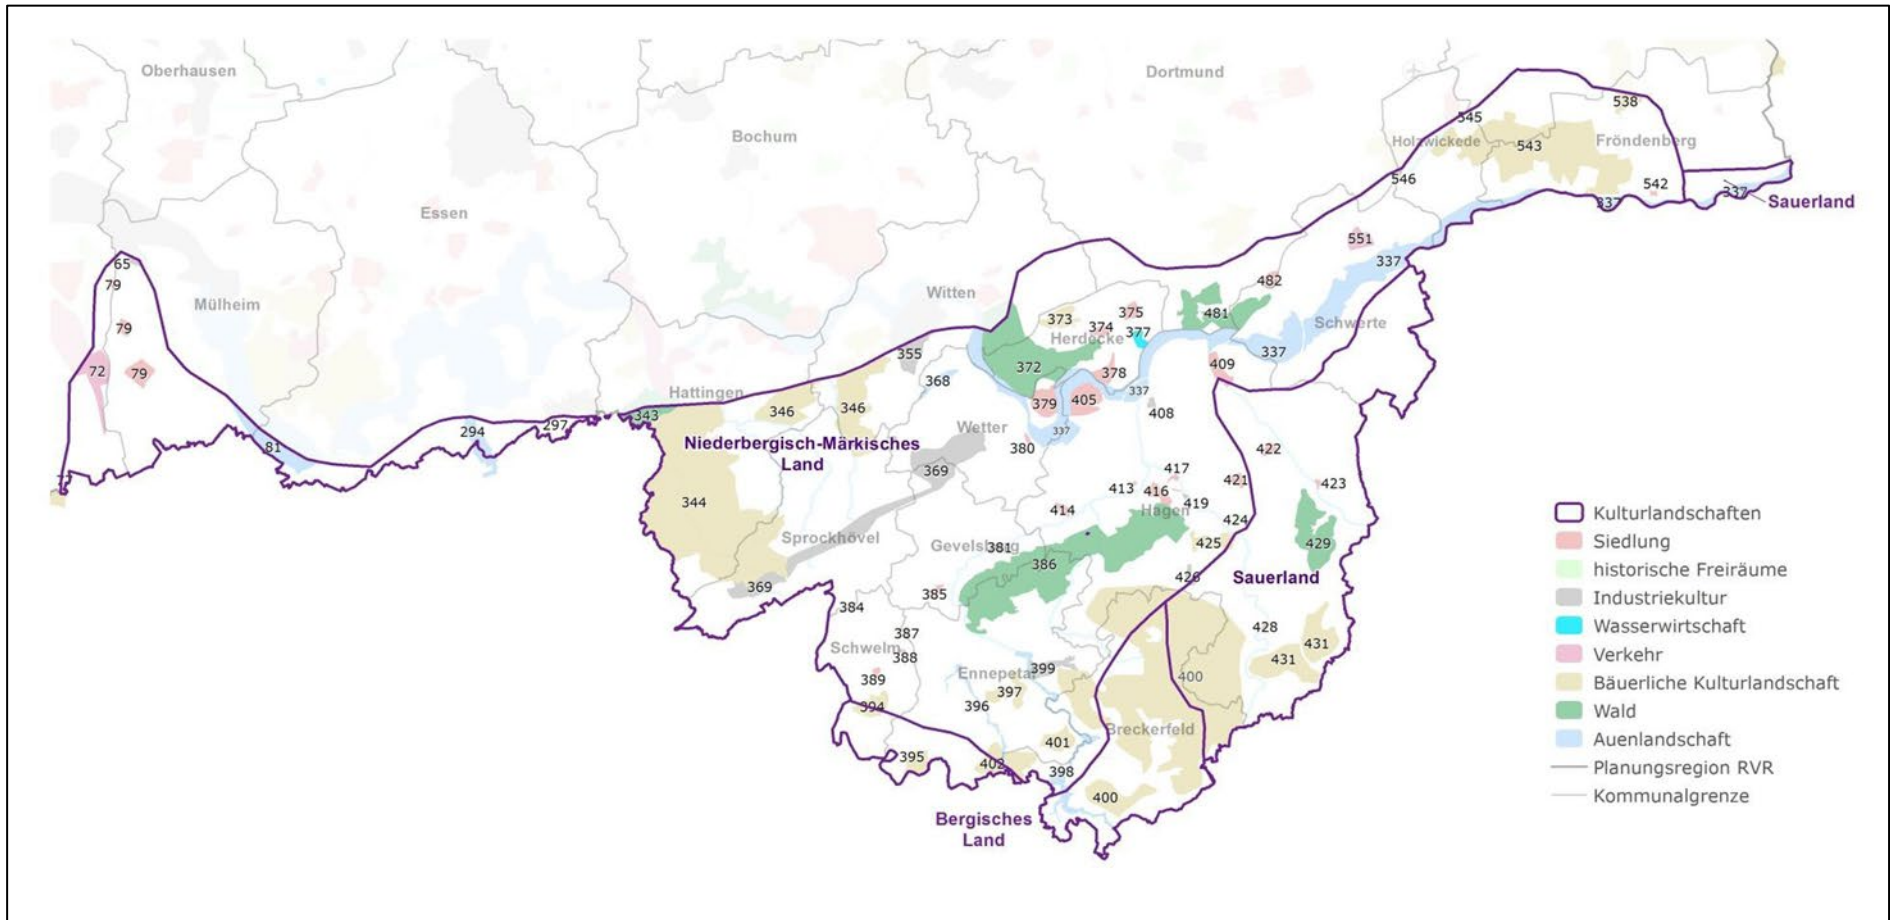 Oberhausen
Dortmund
538
545
Bochum
Holzwickede
543
Fröndenberg
546
542
337
337
Sauerland
Essen
551
65
337
79
482
Mülheim
Witten
375
481
373
374
377
Schwerte
79
Herdecke
355
337
72
79
372
378
409
368
Hattingen
337
379
405
346
346
408
343
294
297
Wetter
337
Niederbergisch-Märkisches
Land
81
380
422
369
417
421
423
413
416
344
419
414
Hagen
424
Sprockhövel
Gevelsberg
381
425
429
386
426
Sauerland
369
385
384
428
387
431
Schwelm
388
431
399
Ennepetal
389
400
397
394
396
Breckerfeld
401
395
402
398
400
Bergisches
Land
Kulturlandschaften
Siedlung
historische Freiräume
Industriekultur
Wasserwirtschaft
Verkehr
Bäuerliche Kulturlandschaft
Wald
Auenlandschaft
Planungsregion RVR
Kommunalgrenze